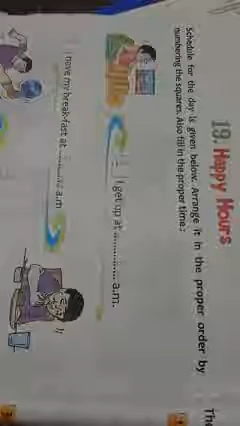 The
19. Happy Hours
Schedule for the day is given below. Arrange it in the proper order by
numbering the squares. Also fill in the proper time :
I get up at ............... a.m.
I have my break-fast at ............ a.m